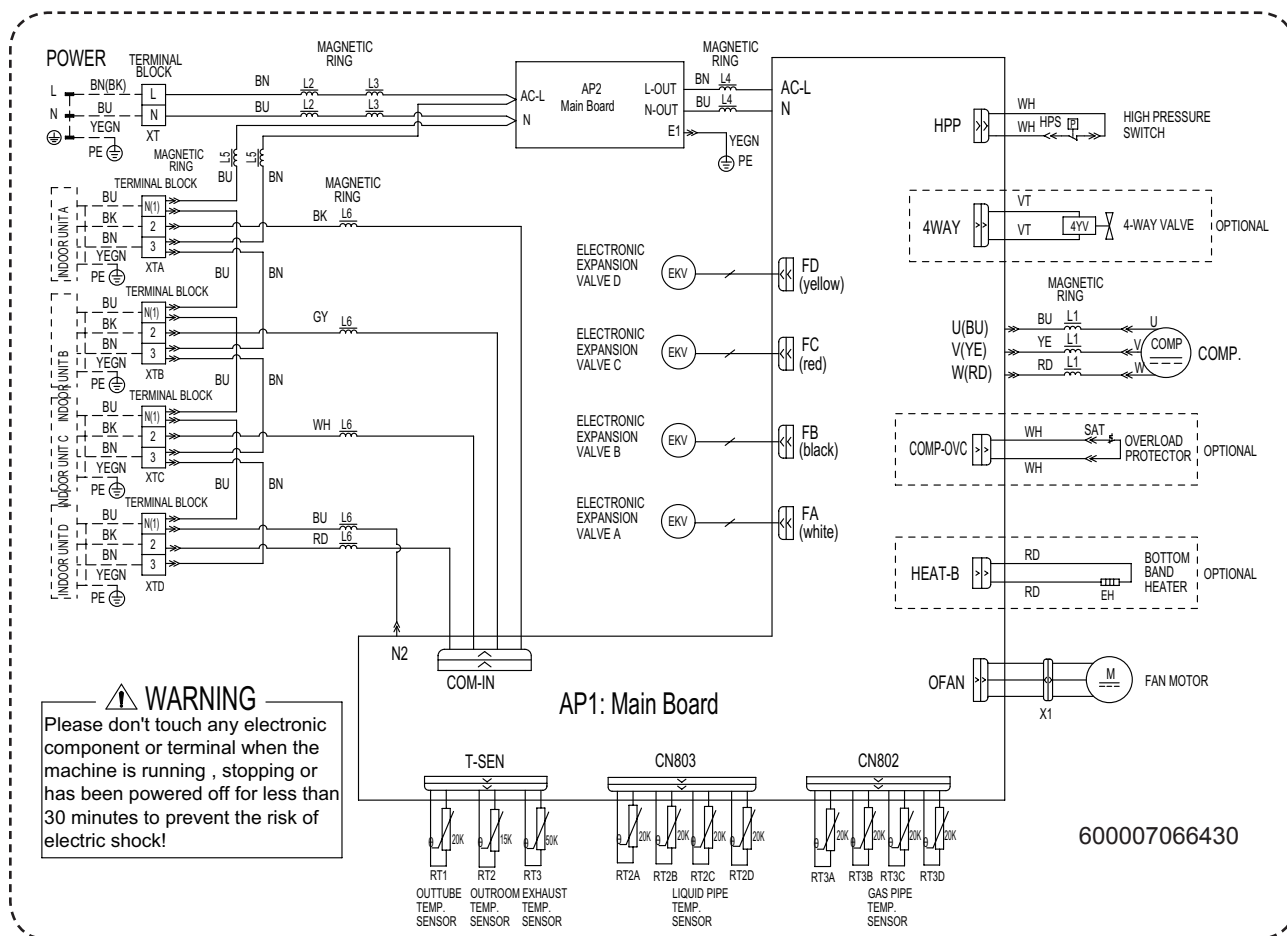 POWER
TERMINAL
BLOCK
MAGNETIC
RING
MAGNETIC
RING
L
BN(BK)
L
BN
L2
L3
AC-L
AP2
Main Board
L-OUT
BN
L4
AC-L
N
BU
N
BU
L2
L3
N
N-OUT
BU
L4
N
YEGN
XT
E1
YEGN
PE
PE
MAGNETIC
RING
L5
L5
BU
BN
TERMINAL BLOCK
MAGNETIC
RING
INDOOR UNIT A
BU
N(1)
BK
2
BK
L6
BN
3
YEGN
PE
XTA
BU
BN
TERMINAL BLOCK
INDOOR UNIT B
BU
N(1)
BK
2
GY
L6
BN
3
YEGN
PE
XTB
BU
BN
TERMINAL BLOCK
INDOOR UNIT C
BU
N(1)
BK
2
WH
L6
BN
3
YEGN
PE
XTC
BU
BN
TERMINAL BLOCK
INDOOR UNIT D
BU
N(1)
BU
L6
BK
2
RD
L6
BN
3
YEGN
PE
XTD
N2
COM-IN
ELECTRONIC
EXPANSION
VALVE D
EKV
FD
(yellow)
ELECTRONIC
EXPANSION
VALVE C
EKV
FC
(red)
ELECTRONIC
EXPANSION
VALVE B
EKV
FB
(black)
ELECTRONIC
EXPANSION
VALVE A
EKV
FA
(white)
HPP
WH
WH
HPS
P
HIGH PRESSURE
SWITCH
4WAY
VT
VT
4YV
4-WAY VALVE
OPTIONAL
MAGNETIC
RING
U(BU)
BU
L1
U
V(YE)
YE
L1
V
COMP
COMP.
W(RD)
RD
L1
W
COMP-OVC
WH
SAT
WH
OVERLOAD
PROTECTOR
OPTIONAL
HEAT-B
RD
RD
EH
BOTTOM
BAND
HEATER
OPTIONAL
OFAN
X1
M
FAN MOTOR
AP1: Main Board
WARNING
Please don't touch any electronic
component or terminal when the
machine is running , stopping or
has been powered off for less than
30 minutes to prevent the risk of
electric shock!
T-SEN
CN803
CN802
θ 20K
θ 15K
θ 50K
θ 20K
θ 20K
θ 20K
θ 20K
θ 20K
θ 20K
θ 20K
θ 20K
RT1
RT2
RT3
RT2A
RT2B
RT2C
RT2D
RT3A
RT3B
RT3C
RT3D
OUTTUBE
TEMP.
SENSOR
OUTROOM
TEMP.
SENSOR
EXHAUST
TEMP.
SENSOR
LIQUID PIPE
TEMP.
SENSOR
GAS PIPE
TEMP.
SENSOR
600007066430